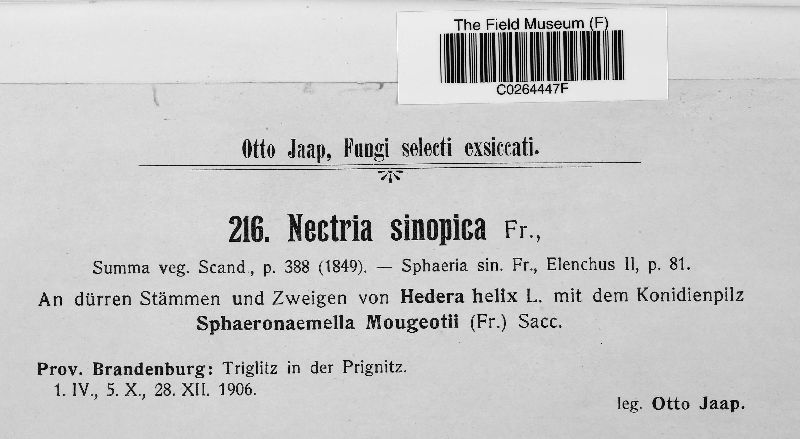 The Field Museum (F)
C0264447F
Otto Jaap, Fungi selecti exsiccati.
216. Nectria sinopica Fr.,
Summa veg. Scand., p. 388 (1849). — Sphaeria sin. Fr., Elenchus II, p. 81.
An dürren Stämmen und Zweigen von Hedera helix L. mit dem Konidienpilz
Sphaeronaemella Mougeotii (Fr.) Sacc.
Prov. Brandenburg: Triglitz in der Prignitz.
1. IV., 5. X., 28. XII. 1906.
leg. Otto Jaap.